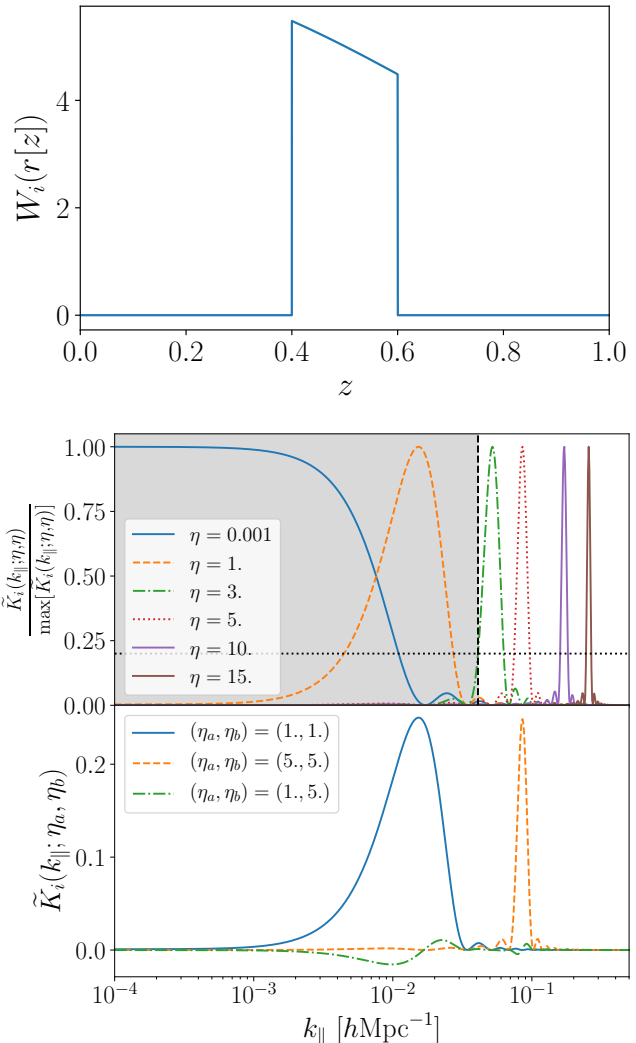 W_i(r[z])
4
2
0
0.0 0.2 0.4 0.6 0.8 1.0
z
K̃_i(k_∥;η,η)
max[K̃_i(k_∥;η,η)]
1.00
0.75
0.50
0.25
0.00
η = 0.001
η = 1.
η = 3.
η = 5.
η = 10.
η = 15.
K̃_i(k_∥; η_a, η_b)
0.2
0.1
0.0
(η_a, η_b) = (1., 1.)
(η_a, η_b) = (5., 5.)
(η_a, η_b) = (1., 5.)
10^{-4} 10^{-3} 10^{-2} 10^{-1}
k_∥ [hMpc^{-1}]